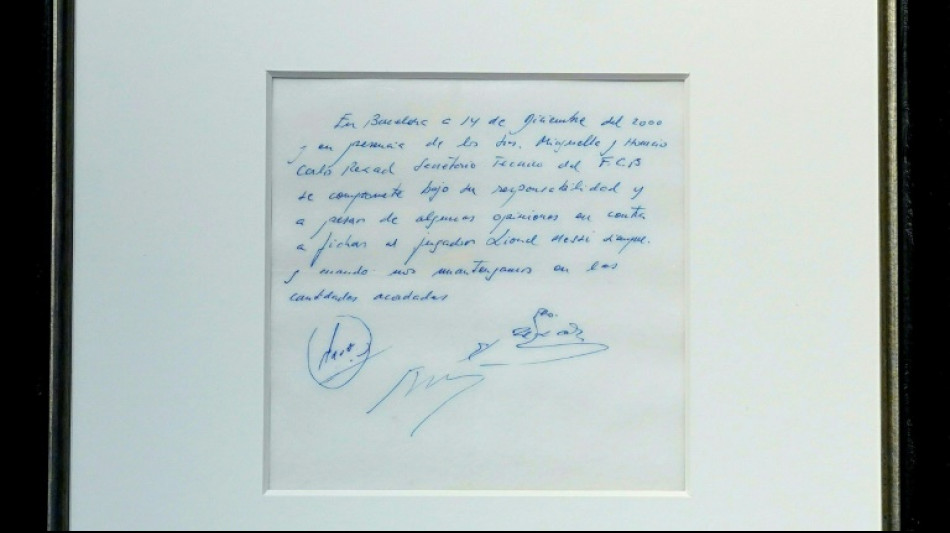 En Barcelona a 14 de Diciembre del 2000
y en presencia de los Sres. Minguella y Horacio
Carlos Rexach Secretario Tecnico del F.C.B
se compromete bajo su responsabilidad y
a pesar de algunas opiniones en contra
a fichar al jugador Lionel Messi siempre
y cuando nos mantengamos en las
cantidades acordadas